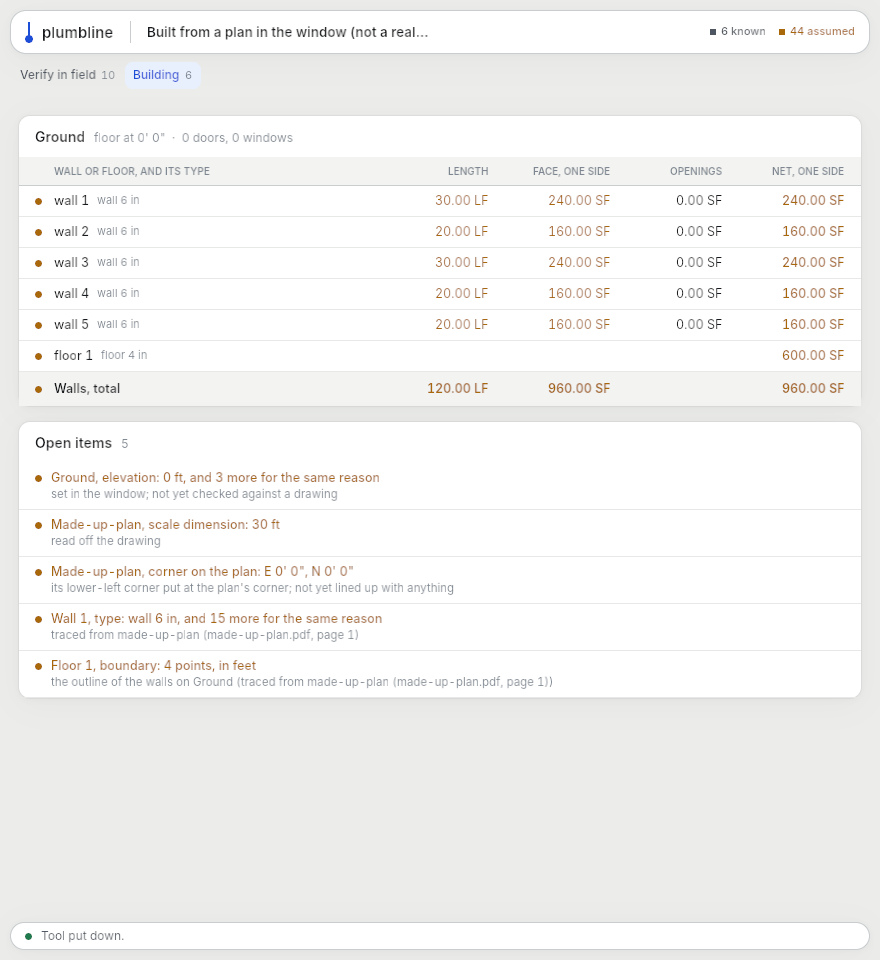 plumbline Built from a plan in the window (not a real... 6 known 44 assumed
Verify in field 10 Building 6
Ground floor at 0' 0" · 0 doors, 0 windows
WALL OR FLOOR, AND ITS TYPE LENGTH FACE, ONE SIDE OPENINGS NET, ONE SIDE
wall 1 wall 6 in 30.00 LF 240.00 SF 0.00 SF 240.00 SF
wall 2 wall 6 in 20.00 LF 160.00 SF 0.00 SF 160.00 SF
wall 3 wall 6 in 30.00 LF 240.00 SF 0.00 SF 240.00 SF
wall 4 wall 6 in 20.00 LF 160.00 SF 0.00 SF 160.00 SF
wall 5 wall 6 in 20.00 LF 160.00 SF 0.00 SF 160.00 SF
floor 1 floor 4 in 600.00 SF
Walls, total 120.00 LF 960.00 SF 960.00 SF
Open items 5
Ground, elevation: 0 ft, and 3 more for the same reason
set in the window; not yet checked against a drawing
Made-up-plan, scale dimension: 30 ft
read off the drawing
Made-up-plan, corner on the plan: E 0' 0", N 0' 0"
its lower-left corner put at the plan's corner; not yet lined up with anything
Wall 1, type: wall 6 in, and 15 more for the same reason
traced from made-up-plan (made-up-plan.pdf, page 1)
Floor 1, boundary: 4 points, in feet
the outline of the walls on Ground (traced from made-up-plan (made-up-plan.pdf, page 1))
Tool put down.